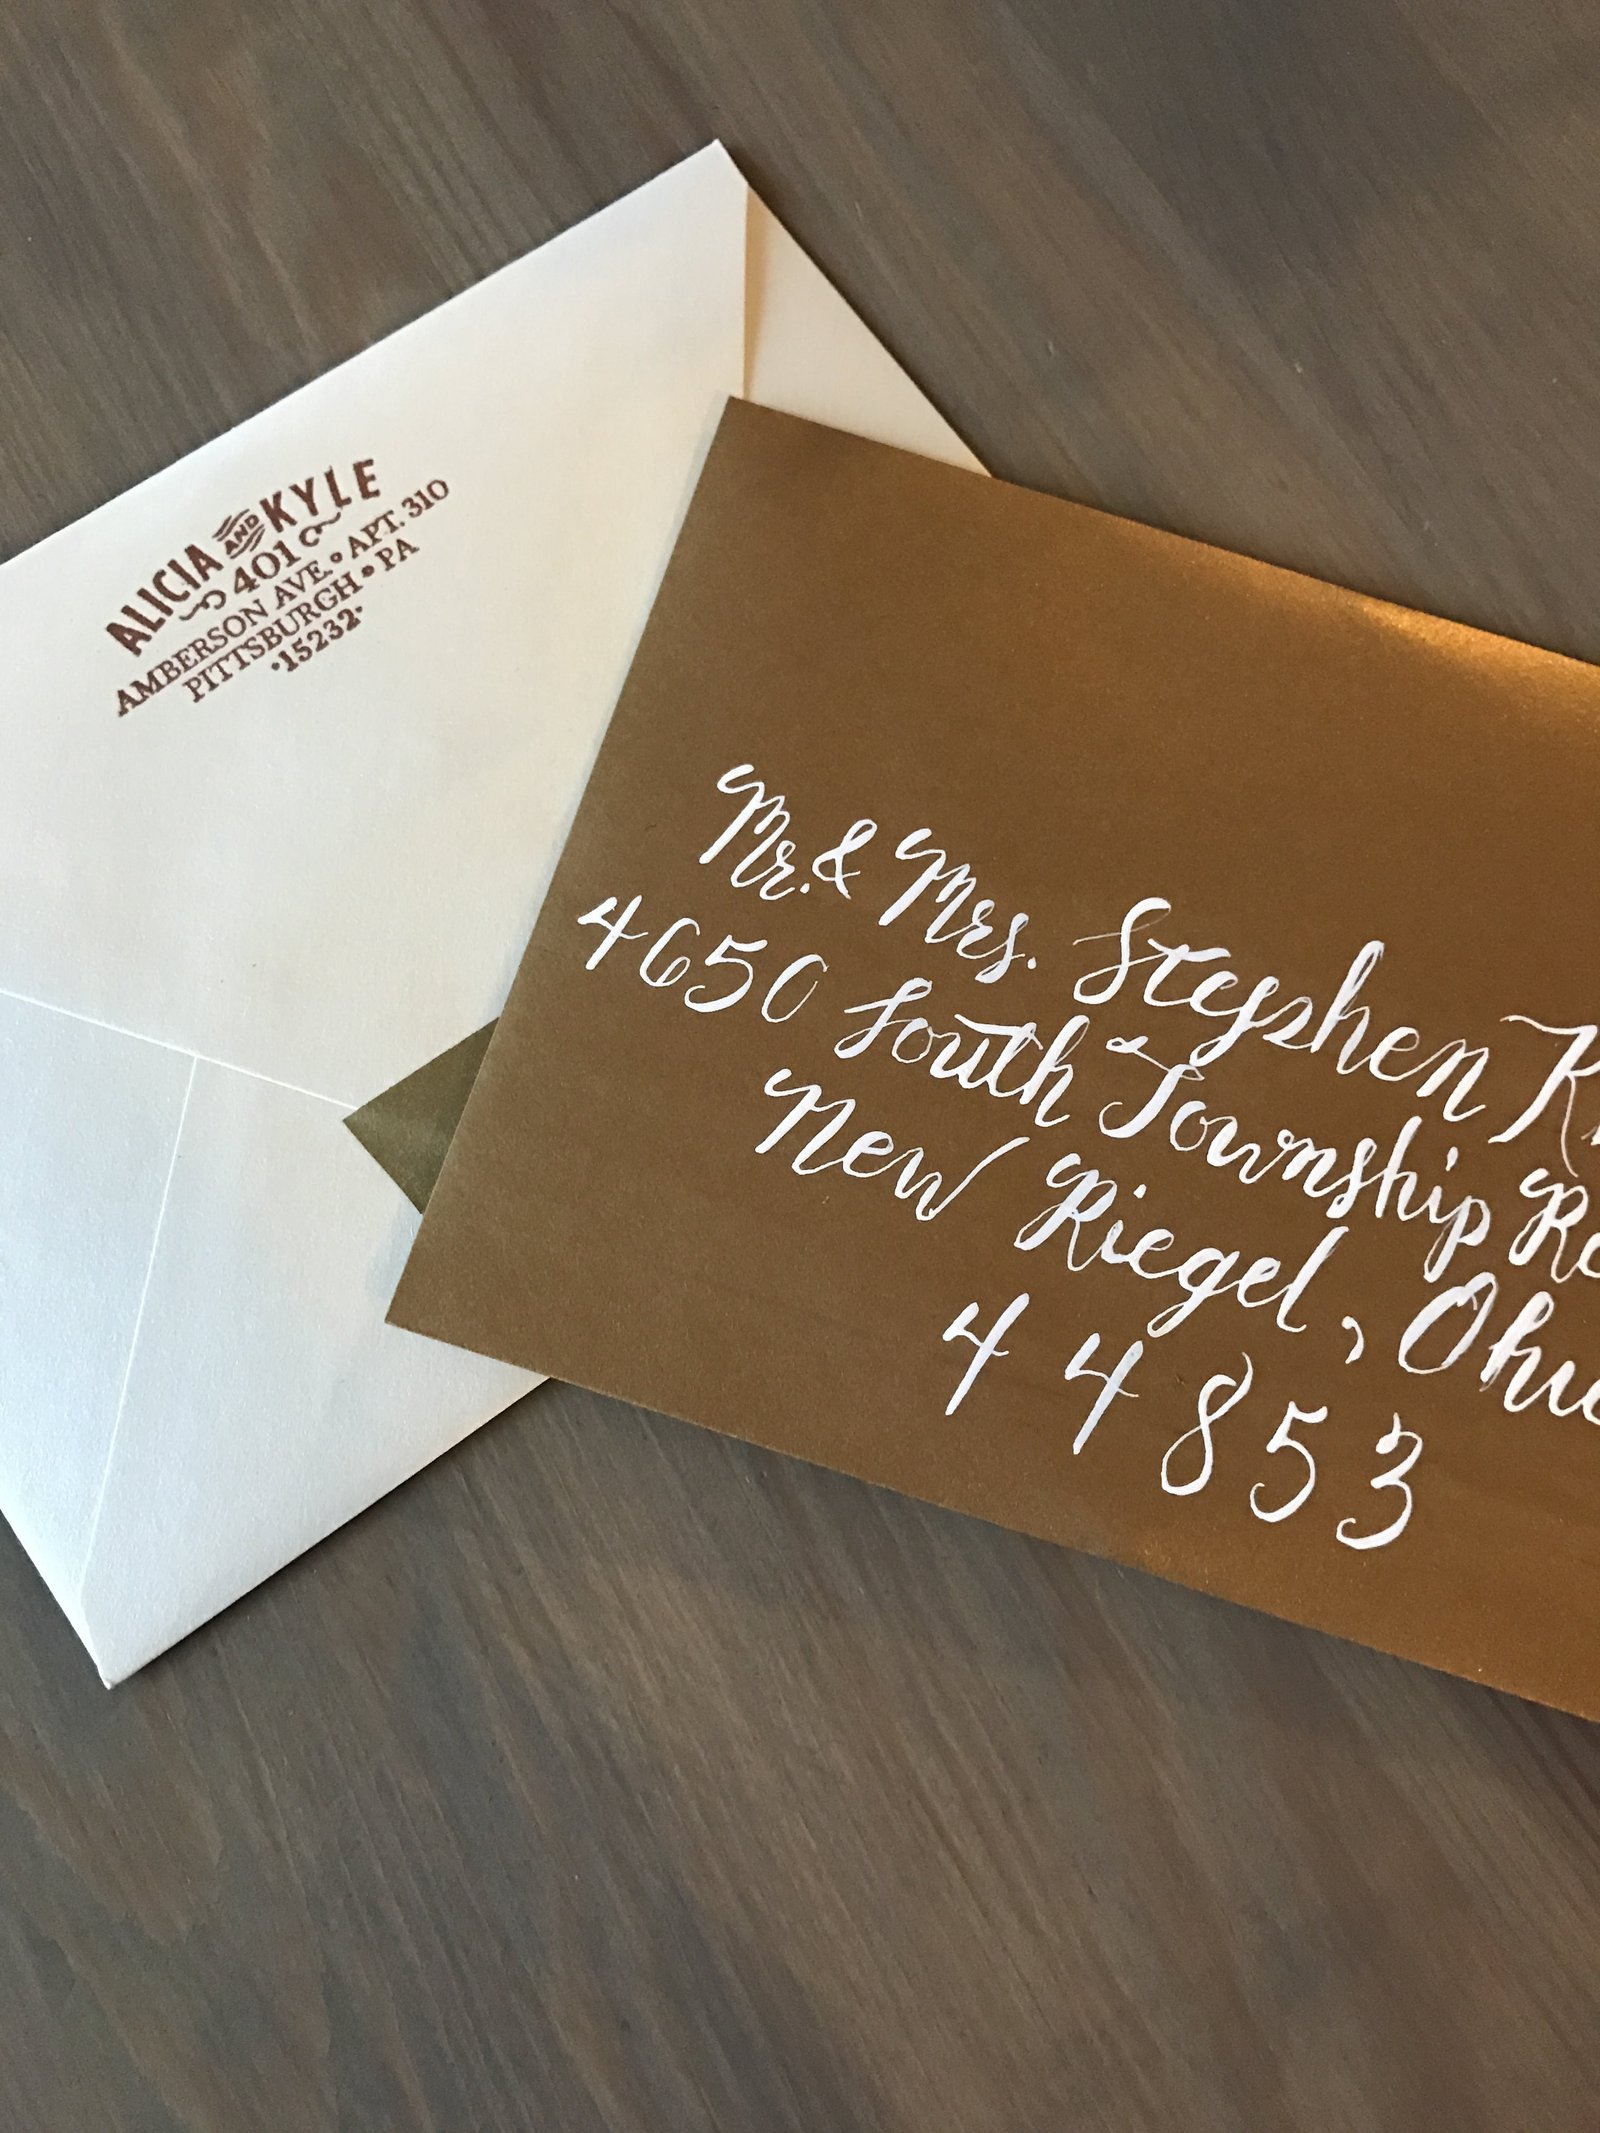 ALICIA AND KYLE
401
AMBERSON AVE. • APT. 310
PITTSBURGH • PA
•15232•
Mr. & Mrs. Stephen
4650 South Township
New Riegel, Ohio
44853